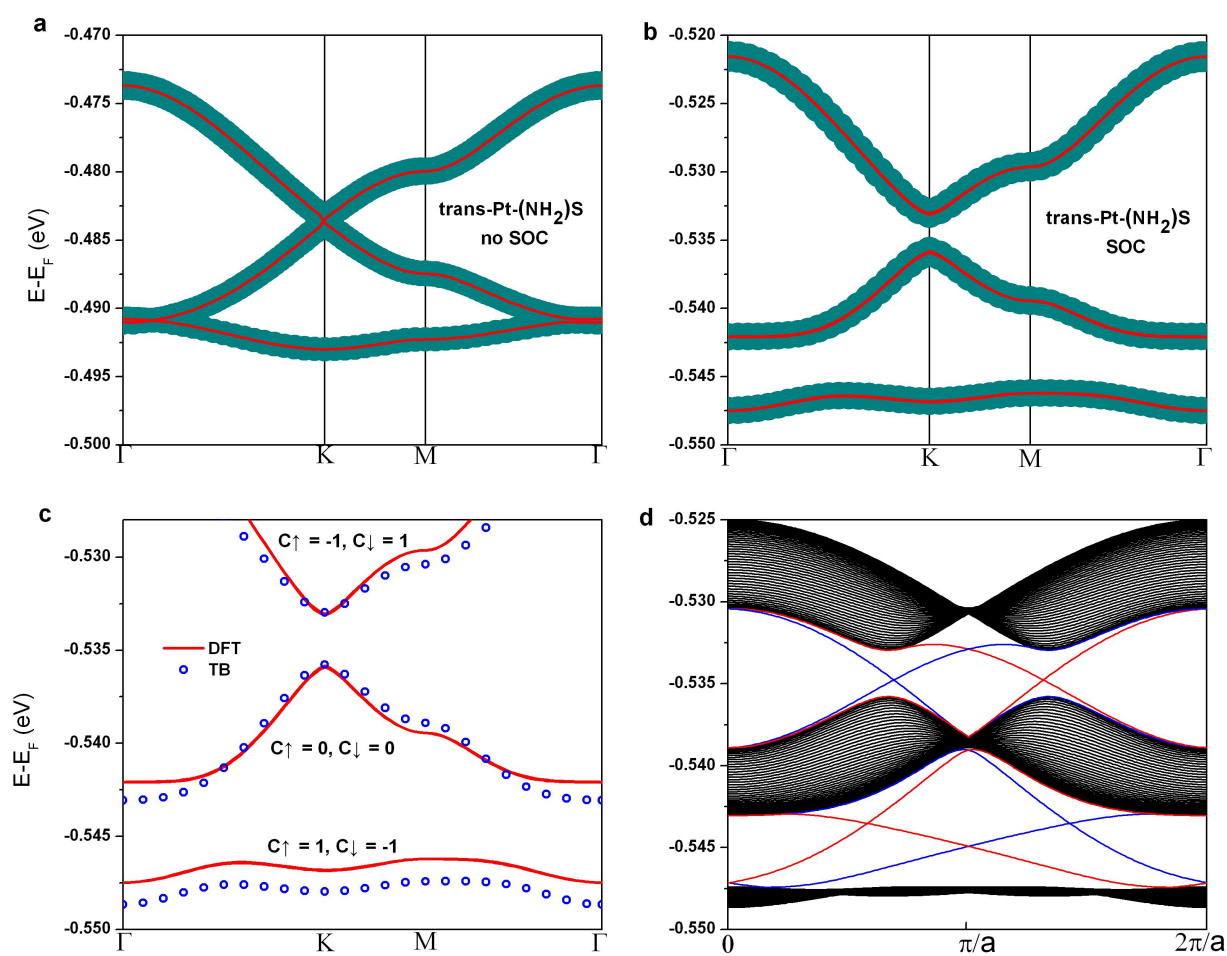 a
-0.470
-0.475
-0.480
-0.485
-0.490
-0.495
-0.500
E-E_F (eV)
trans-Pt-(NH₂)S
no SOC
Γ K M Γ
b
-0.520
-0.525
-0.530
-0.535
-0.540
-0.545
-0.550
trans-Pt-(NH₂)S
SOC
Γ K M Γ
c
-0.530
-0.535
-0.540
-0.545
-0.550
E-E_F (eV)
C↑ = -1, C↓ = 1
DFT
TB
C↑ = 0, C↓ = 0
C↑ = 1, C↓ = -1
Γ K M Γ
d
-0.525
-0.530
-0.535
-0.540
-0.545
-0.550
0 π/a 2π/a